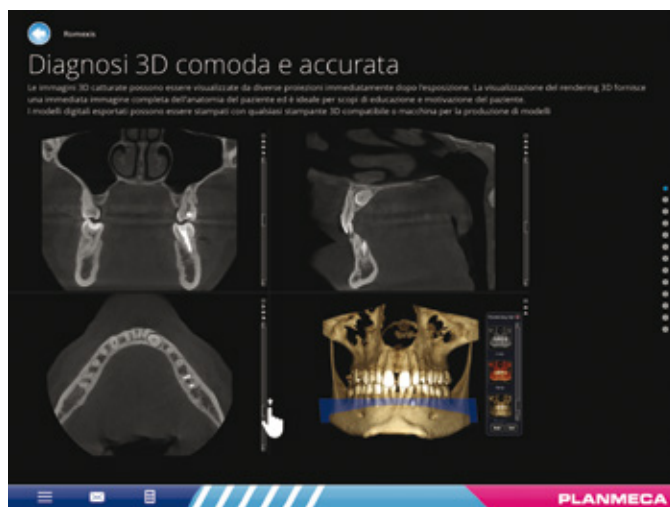 Romexis
Diagnosi 3D comoda e accurata
Le immagini 3D catturate possono essere visualizzate da diverse proiezioni immediatamente dopo l'esposizione. La visualizzazione del rendering 3D fornisce
una immediata immagine completa dell'anatomia del paziente ed è ideale per scopi di educazione e motivazione del paziente.
I modelli digitali esportati possono essere stampati con qualsiasi stampante 3D compatibile o macchina per la produzione di modelli
PLANMECA